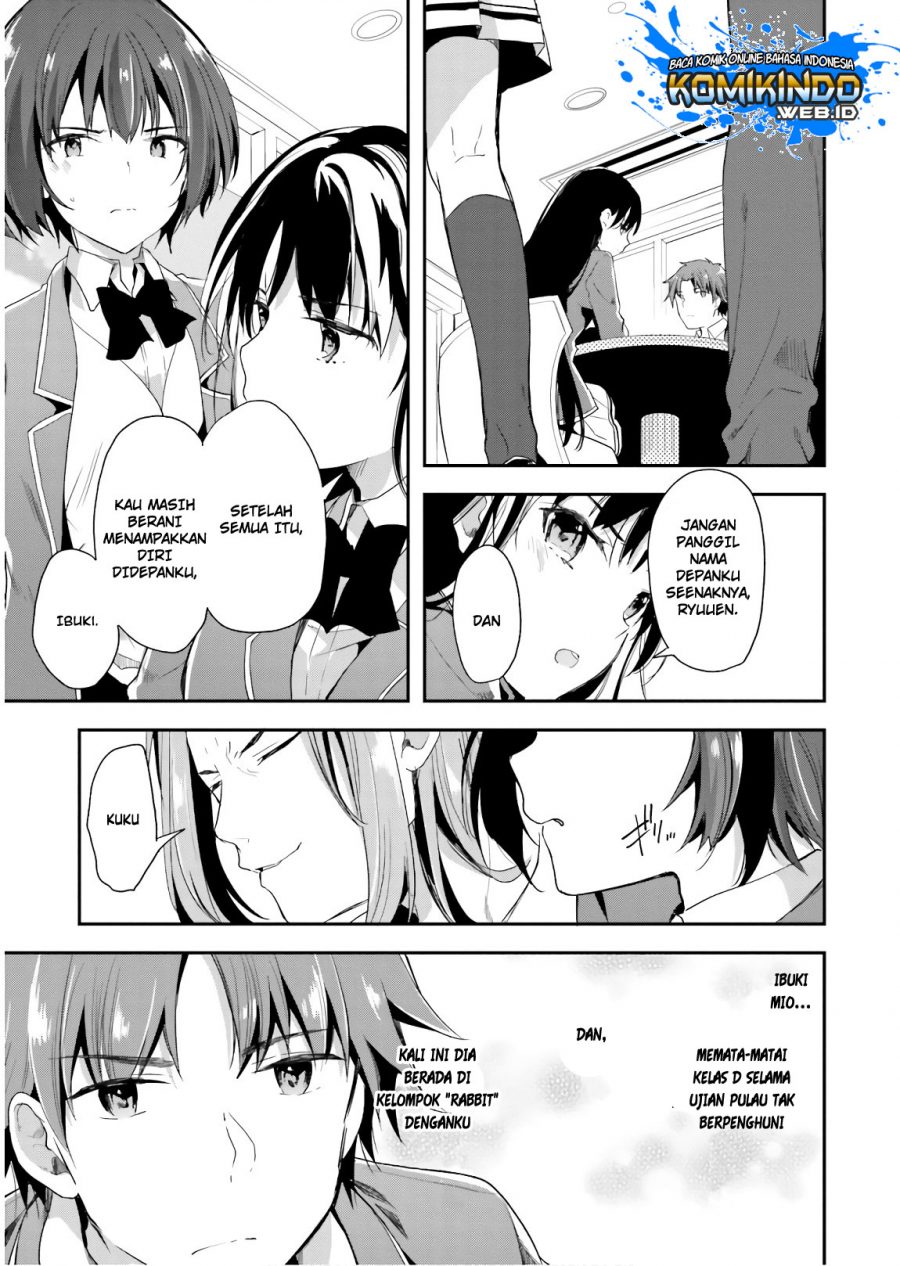 BACA KOMIK ONLINE BAHASA INDONESIA
KOMIKINDO
.WEB.ID
JANGAN
PANGGIL
NAMA
DEPANKU
SEENAKNYA,
RYUUEN.
DAN
SETELAH
SEMUA ITU,
KAU MASIH
BERANI
MENAMPAKKAN
DIRI
DIDEPANKU,
IBUKI.
ギリ…
KUKU
IBUKI
MIO...
MEMATA-MATAI
KELAS D SELAMA
UJIAN PULAU TAK
BERPENGHUNI
DAN,
KALI INI DIA
BERADA DI
KELOMPOK "RABBIT"
DENGANKU